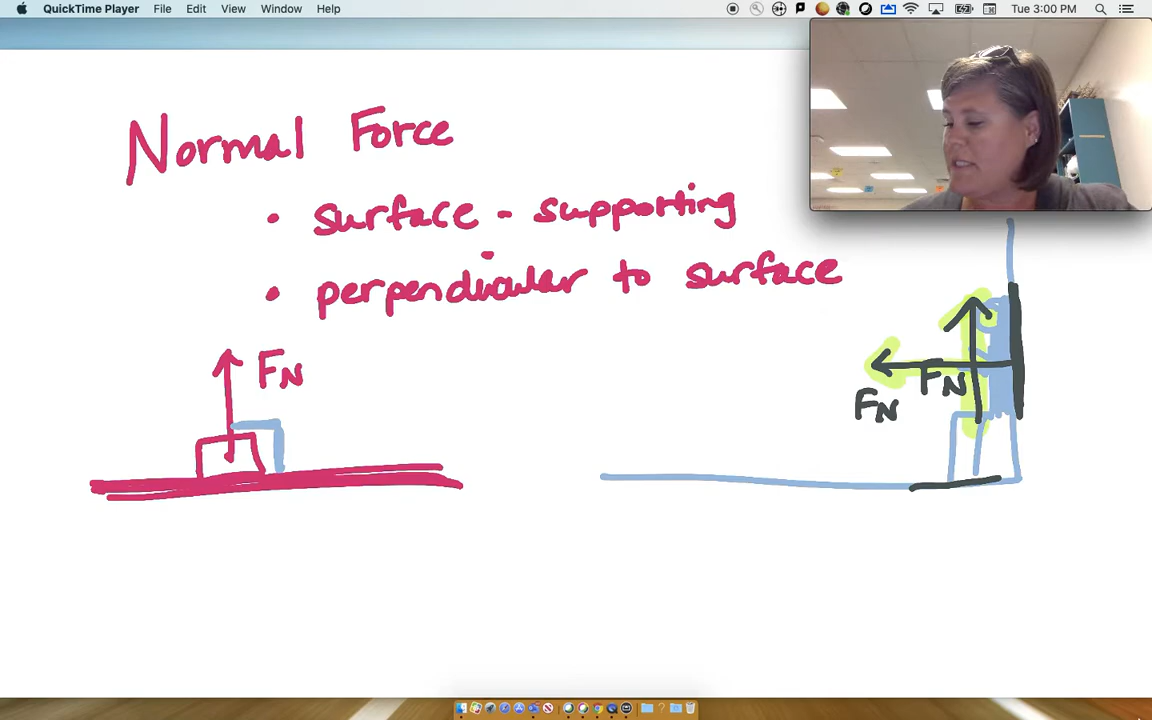 QuickTime Player File Edit View Window Help Tue 3:00 PM
Normal Force
• surface - supporting
• perpendicular to surface
FN
FN
FN